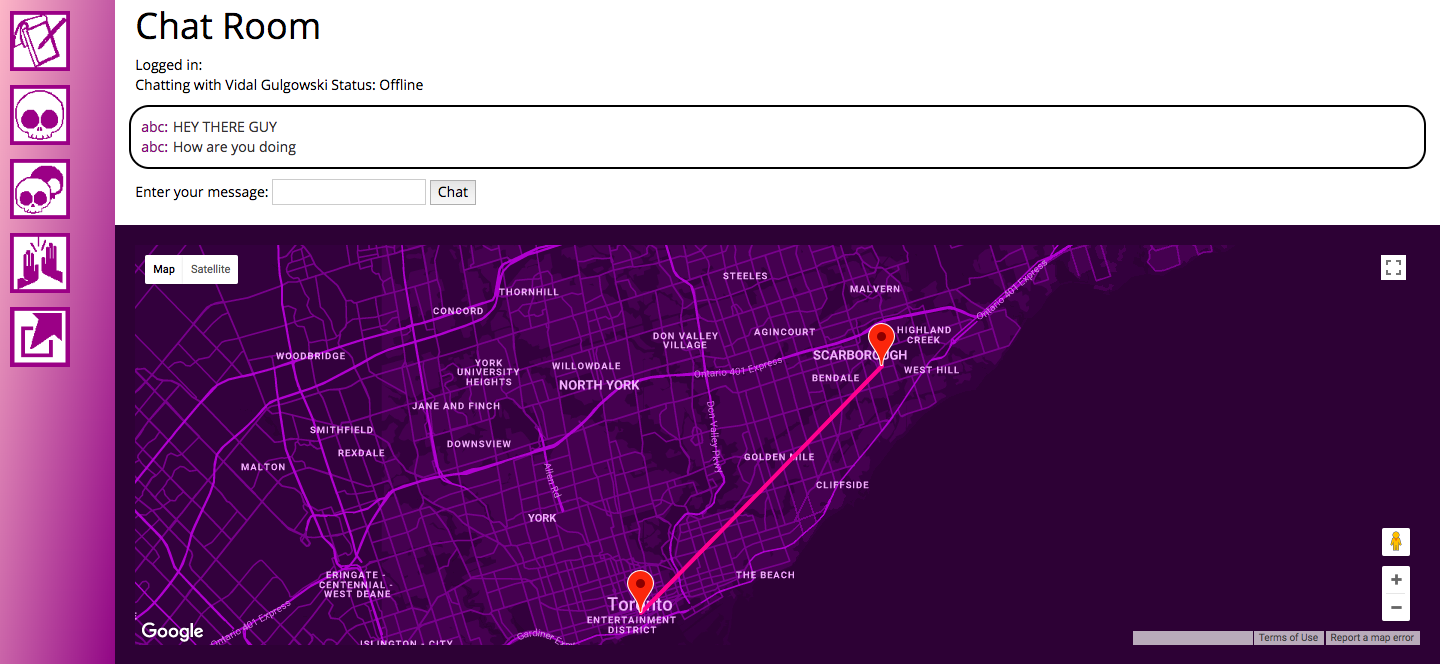 Chat Room
Logged in:
Chatting with Vidal Gulgowski Status: Offline
abc: HEY THERE GUY
abc: How are you doing
Enter your message: Chat
Map Satellite
STEELES
MALVERN
THORNHILL
CONCORD
Ontario 401 Express
DON VALLEY
VILLAGE
AGINCOURT
HIGHLAND
CREEK
WOODBRIDGE
SCARBOROUGH
YORK
UNIVERSITY
HEIGHTS
WILLOWDALE
Ontario 401 Express
WEST HILL
BENDALE
NORTH YORK
JANE AND FINCH
Don Valley Pkwy
SMITHFIELD
DOWNSVIEW
REXDALE
GOLDEN MILE
MALTON
Allen Rd
CLIFFSIDE
YORK
ERINGATE -
CENTENNIAL -
WEST DEANE
THE BEACH
Toronto
ENTERTAINMENT
DISTRICT
Ontario 401 Express
Gardiner Expy
ISLINGTON - CITY
Google
Terms of Use Report a map error